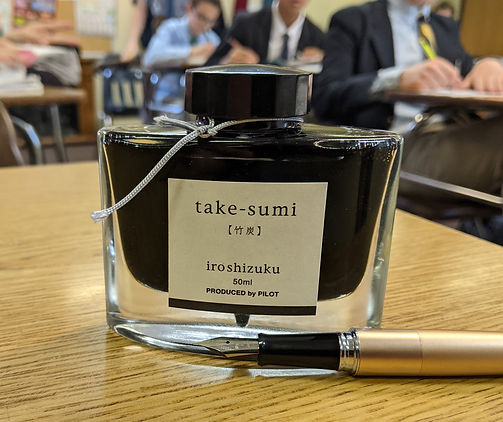 take-sumi
【竹炭】
iroshizuku
50ml
PRODUCED by PILOT